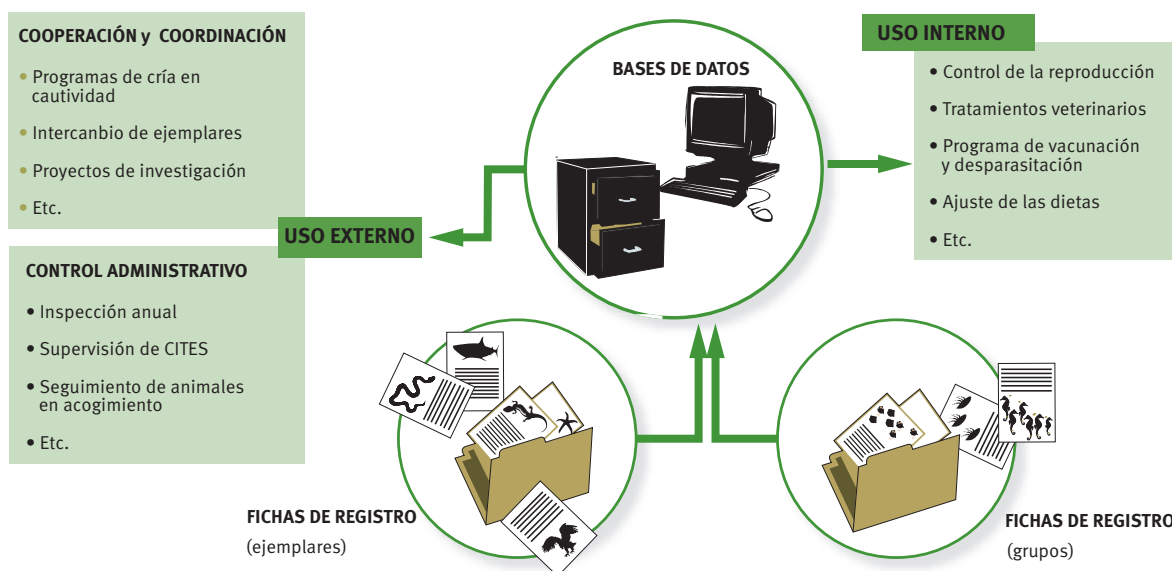 COOPERACIÓN y COORDINACIÓN
• Programas de cría en
cautividad
• Intercanbio de ejemplares
• Proyectos de investigación
• Etc.
USO EXTERNO
CONTROL ADMINISTRATIVO
• Inspección anual
• Supervisión de CITES
• Seguimiento de animales
en acogimiento
• Etc.
BASES DE DATOS
USO INTERNO
• Control de la reproducción
• Tratamientos veterinarios
• Programa de vacunación
y desparasitación
• Ajuste de las dietas
• Etc.
FICHAS DE REGISTRO
(ejemplares)
FICHAS DE REGISTRO
(grupos)